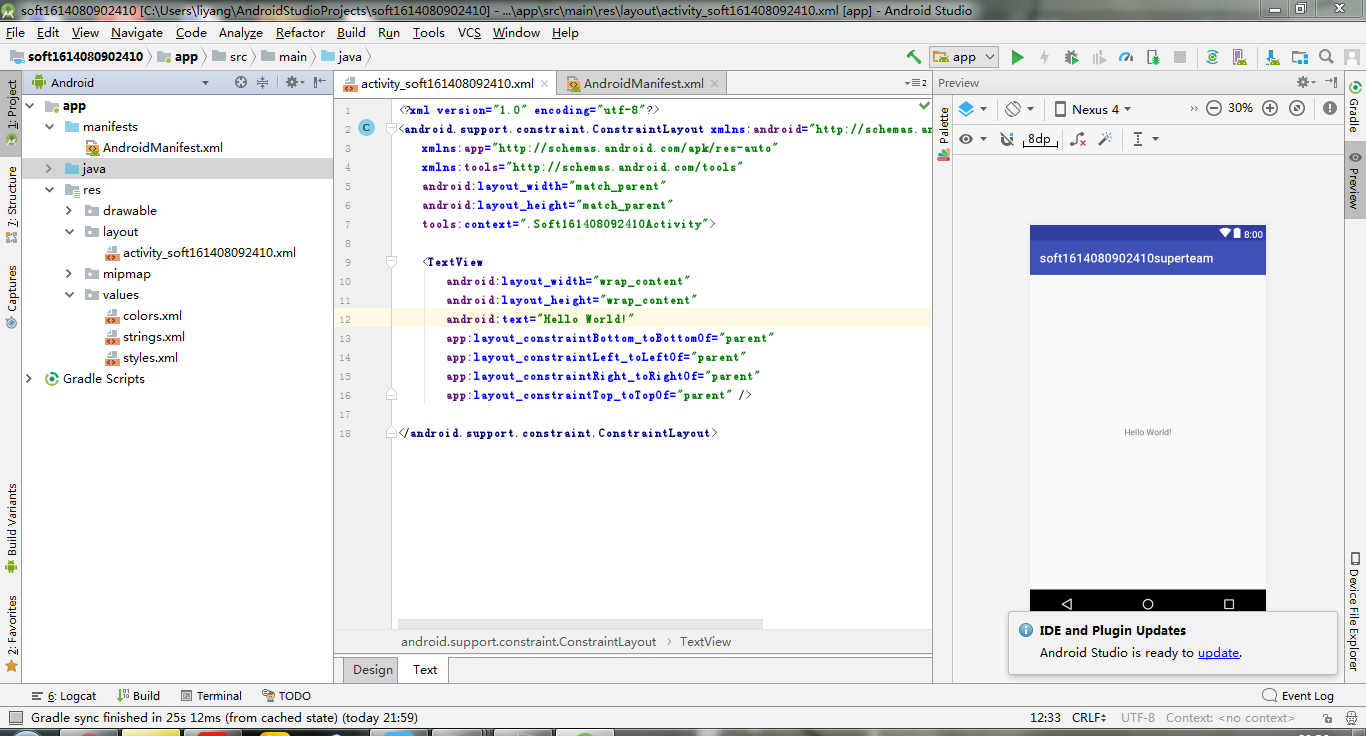 soft1614080902410 [C:\Users\liyang\AndroidStudioProjects\soft1614080902410] - ...\app\src\main\res\layout\activity_soft161408092410.xml [app] - Android Studio
File Edit View Navigate Code Analyze Refactor Build Run Tools VCS Window Help
soft1614080902410 app src main java app
Android activity_soft161408092410.xml AndroidManifest.xml 2 Preview
1: Project
7: Structure
Captures
Build Variants
2: Favorites
app
manifests
AndroidManifest.xml
java
res
drawable
layout
activity_soft161408092410.xml
mipmap
values
colors.xml
strings.xml
styles.xml
Gradle Scripts
1 <?xml version="1.0" encoding="utf-8"?>
2 <android.support.constraint.ConstraintLayout xmlns:android="http://schemas.an
3 xmlns:app="http://schemas.android.com/apk/res-auto"
4 xmlns:tools="http://schemas.android.com/tools"
5 android:layout_width="match_parent"
6 android:layout_height="match_parent"
7 tools:context=".Soft161408092410Activity">
8
9 <TextView
10 android:layout_width="wrap_content"
11 android:layout_height="wrap_content"
12 android:text="Hello World!"
13 app:layout_constraintBottom_toBottomOf="parent"
14 app:layout_constraintLeft_toLeftOf="parent"
15 app:layout_constraintRight_toRightOf="parent"
16 app:layout_constraintTop_toTopOf="parent" />
17
18 </android.support.constraint.ConstraintLayout>
android.support.constraint.ConstraintLayout TextView
Design Text
Palette
Nexus 4 30%
8dp
8:00
soft1614080902410superteam
Hello World!
IDE and Plugin Updates
Android Studio is ready to update.
Gradle
Preview
Device File Explorer
6: Logcat Build Terminal TODO Event Log
Gradle sync finished in 25s 12ms (from cached state) (today 21:59) 12:33 CRLF UTF-8 Context: <no context>